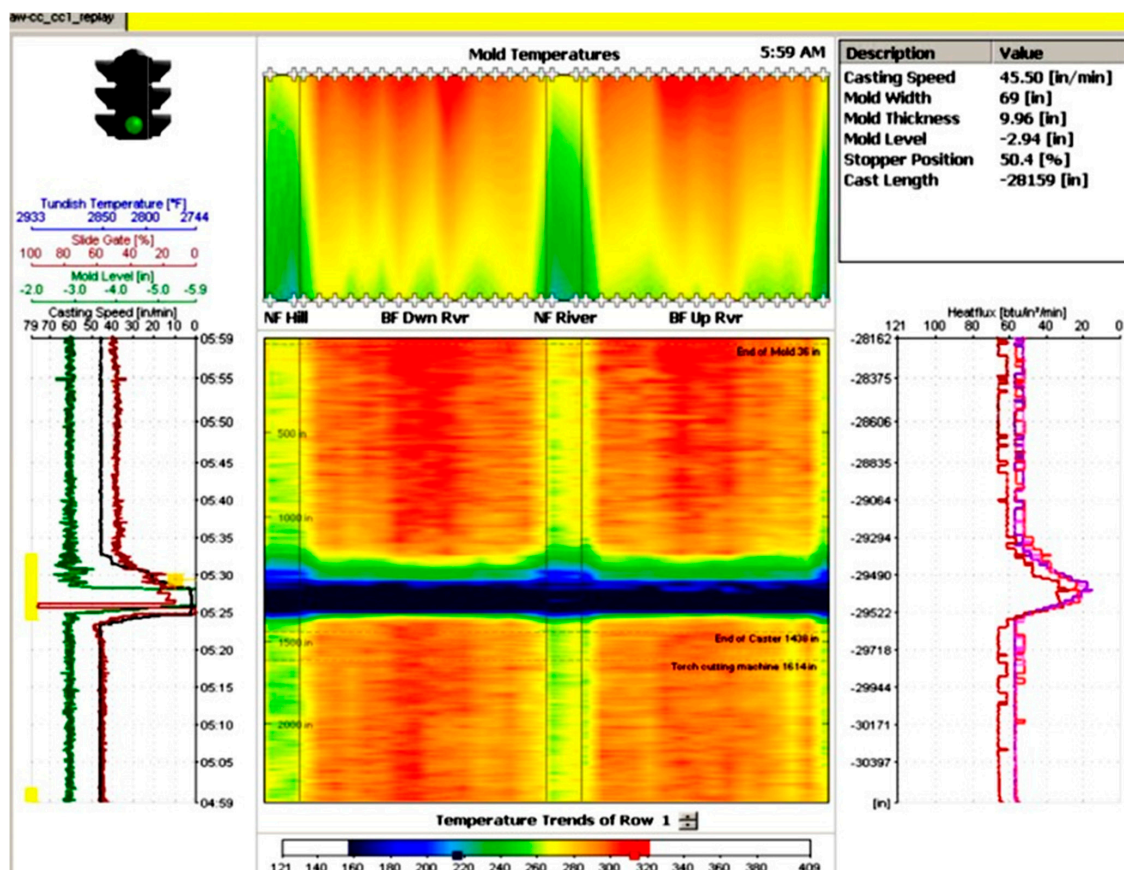 aw-cc_cc1_replay
Mold Temperatures 5:59 AM
Description Value
Casting Speed 45.50 [in/min]
Mold Width 69 [in]
Mold Thickness 9.96 [in]
Mold Level -2.94 [in]
Stopper Position 50.4 [%]
Cast Length -28159 [in]
Tundish Temperature [°F]
2933 2850 2800 2744
Slide Gate [%]
100 80 60 40 20 0
Mold Level [in]
-2.0 -3.0 -4.0 -5.0 -5.9
Casting Speed [in/min]
79 70 60 50 40 30 20 10 0
NF Hill BF Dwn Rvr NF River BF Up Rvr
Heatflux [btu/in²/min]
121 100 80 60 40 20 0
05:59
05:55
05:50
05:45
05:40
05:35
05:30
05:25
05:20
05:15
05:10
05:05
04:59
End of Mold 36 in
500 in
1000 in
1500 in
End of Caster 1438 in
Torch cutting machine 1614 in
2000 in
-28162
-28375
-28606
-28835
-29064
-29294
-29490
-29522
-29718
-29944
-30171
-30397
[in]
Temperature Trends of Row 1
121 140 160 180 200 220 240 260 280 300 320 340 360 380 409